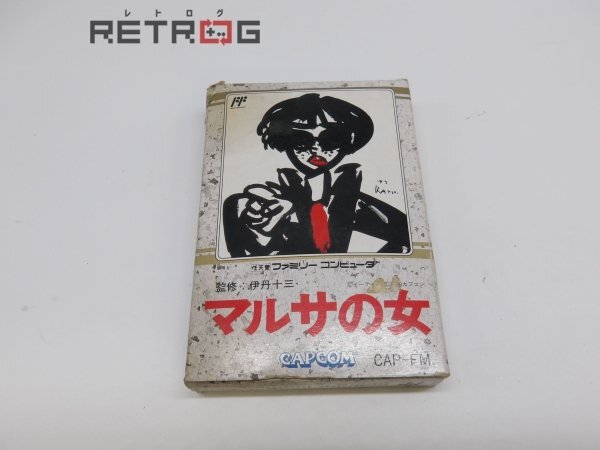 レトログ
RETROG
任天堂 ファミリー コンピュータ
監修・伊丹十三・
マルサの女
CAPCOM
CAP-FM